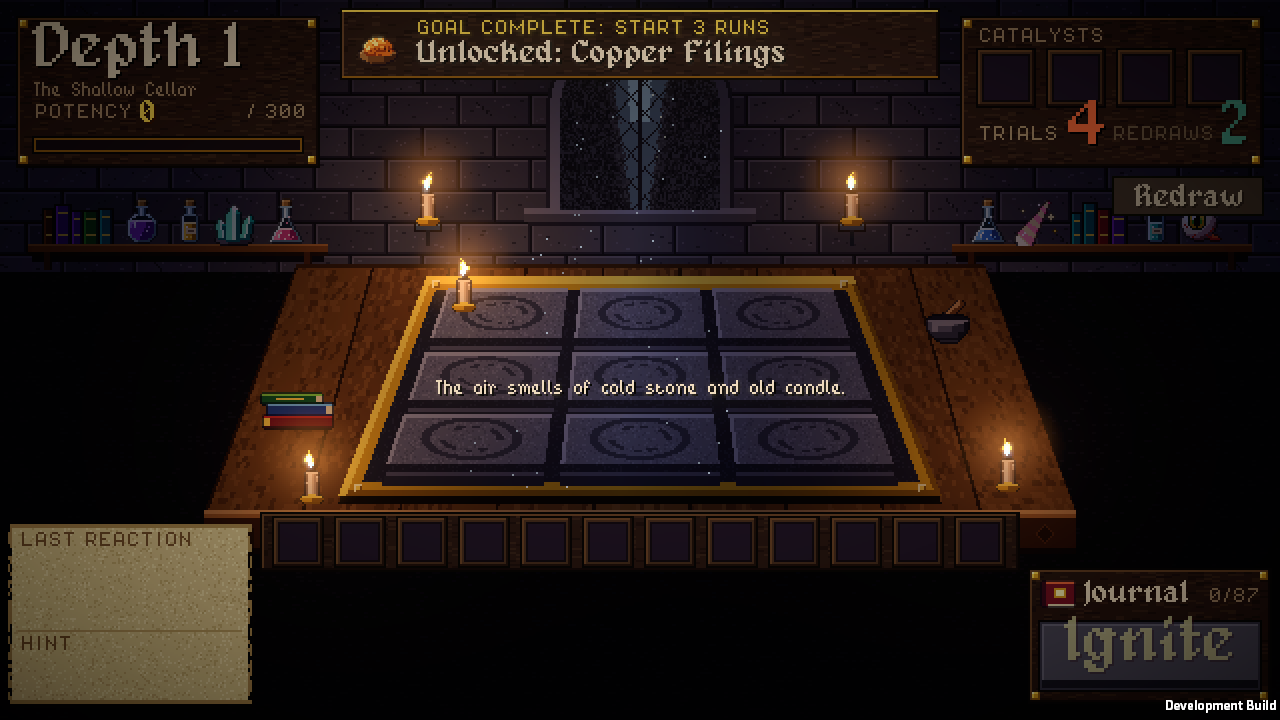 Depth 1
The Shallow Cellar
POTENCY 0 / 300
GOAL COMPLETE: START 3 RUNS
Unlocked: Copper Filings
CATALYSTS
TRIALS 4 REDRAWS 2
Redraw
The air smells of cold stone and old candle.
LAST REACTION
HINT
Journal 0/87
Ignite
Development Build